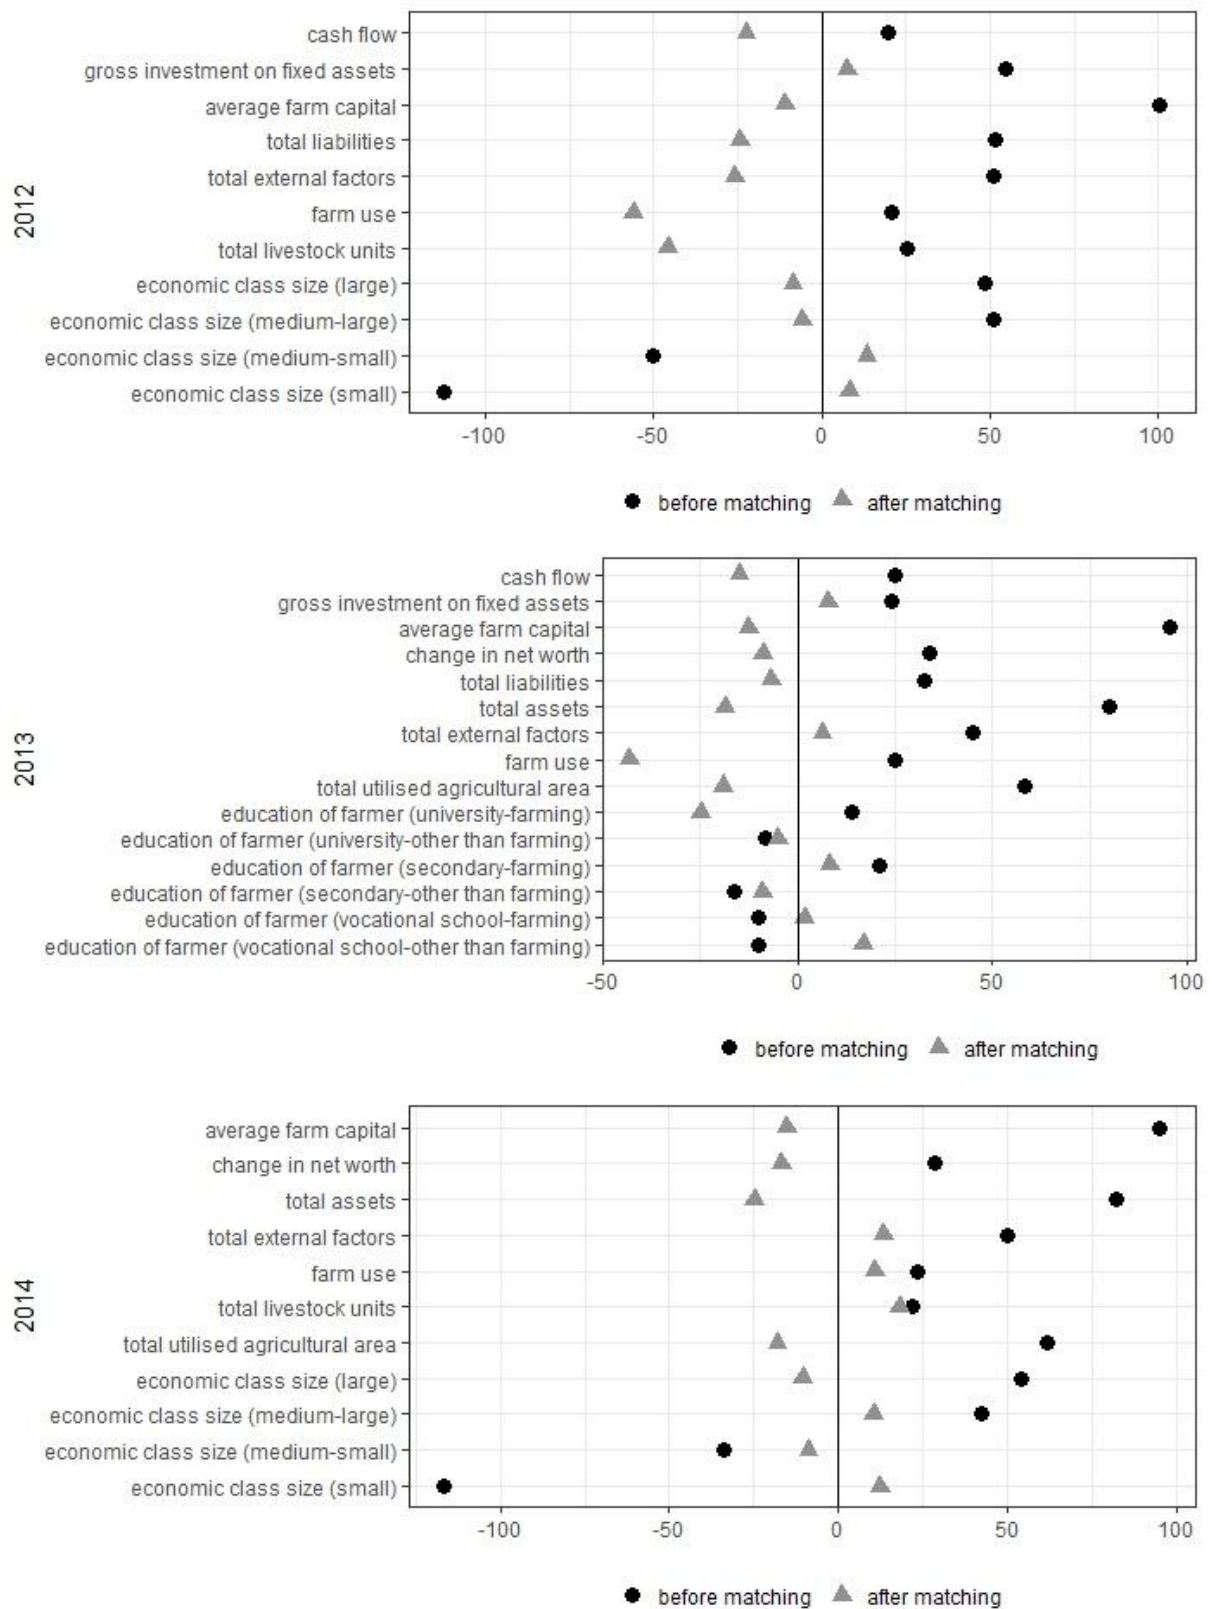 2012
cash flow
gross investment on fixed assets
average farm capital
total liabilities
total external factors
farm use
total livestock units
economic class size (large)
economic class size (medium-large)
economic class size (medium-small)
economic class size (small)
-100 -50 0 50 100
before matching after matching
2013
cash flow
gross investment on fixed assets
average farm capital
change in net worth
total liabilities
total assets
total external factors
farm use
total utilised agricultural area
education of farmer (university-farming)
education of farmer (university-other than farming)
education of farmer (secondary-farming)
education of farmer (secondary-other than farming)
education of farmer (vocational school-farming)
education of farmer (vocational school-other than farming)
-50 0 50 100
before matching after matching
2014
average farm capital
change in net worth
total assets
total external factors
farm use
total livestock units
total utilised agricultural area
economic class size (large)
economic class size (medium-large)
economic class size (medium-small)
economic class size (small)
-100 -50 0 50 100
before matching after matching